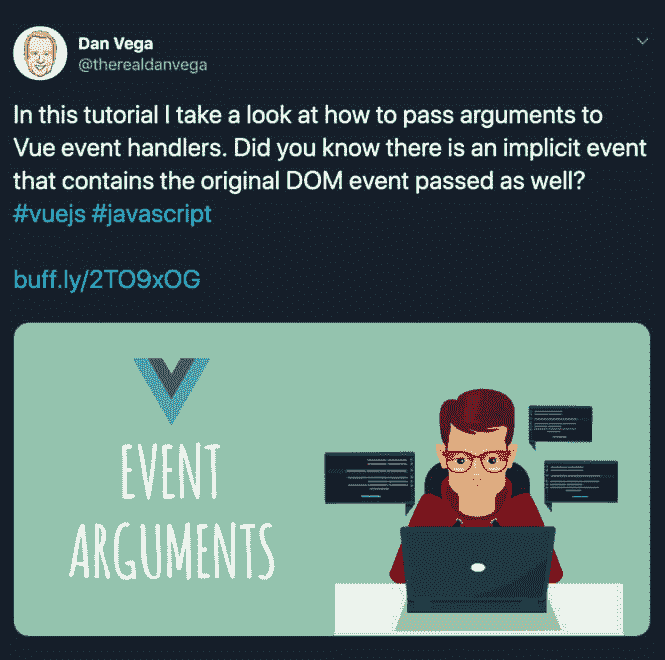 Dan Vega
@therealdanvega
In this tutorial I take a look at how to pass arguments to
Vue event handlers. Did you know there is an implicit event
that contains the original DOM event passed as well?
#vuejs #javascript
buff.ly/2TO9xOG
EVENT
ARGUMENTS